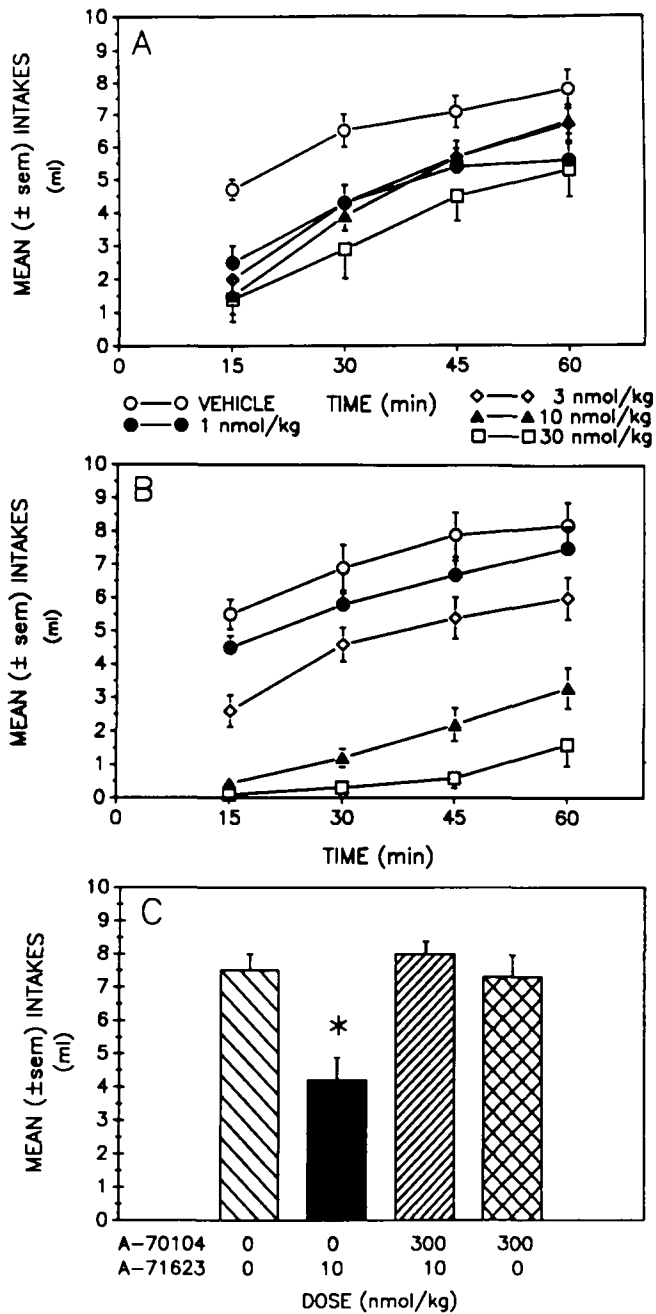 A
10
9
8
7
6
5
4
3
2
1
0
MEAN (± sem) INTAKES
(ml)
0 15 30 45 60
TIME (min)
VEHICLE
1 nmol/kg
3 nmol/kg
10 nmol/kg
30 nmol/kg
B
10
9
8
7
6
5
4
3
2
1
0
MEAN (± sem) INTAKES
(ml)
0 15 30 45 60
TIME (min)
C
10
9
8
7
6
5
4
3
2
1
0
MEAN (±sem) INTAKES
(ml)
*
A-70104 0 0 300 300
A-71623 0 10 10 0
DOSE (nmol/kg)